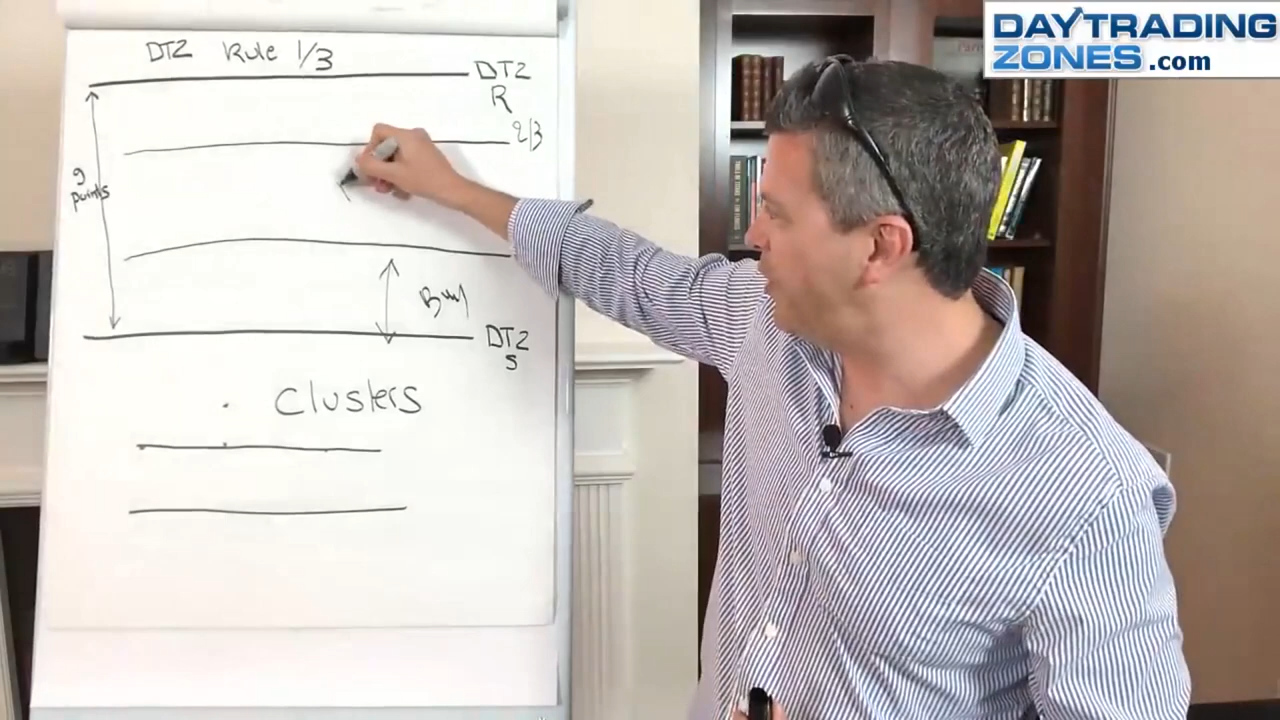 DAYTRADING
ZONES.com
DTZ Rule 1/3
DTZ
R
2/3
9
points
Buy
DTZ
S
Clusters